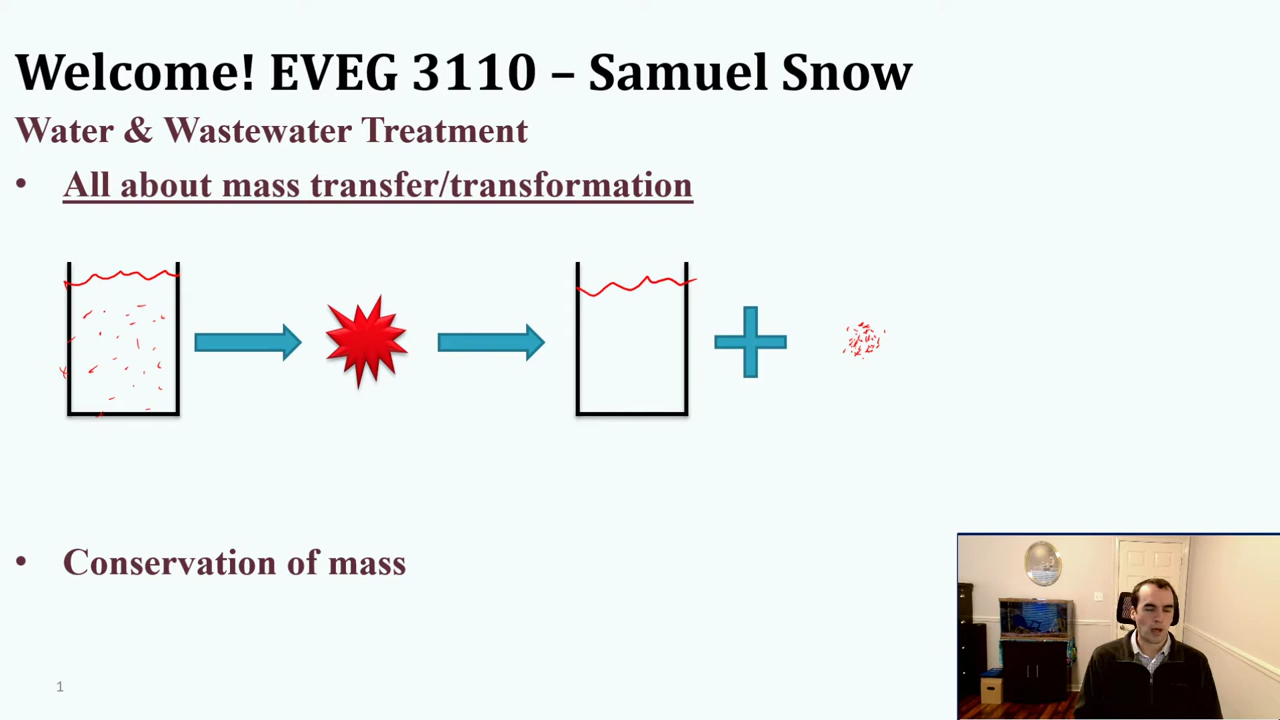 Welcome! EVEG 3110 – Samuel Snow
Water & Wastewater Treatment
• All about mass transfer/transformation
• Conservation of mass
1